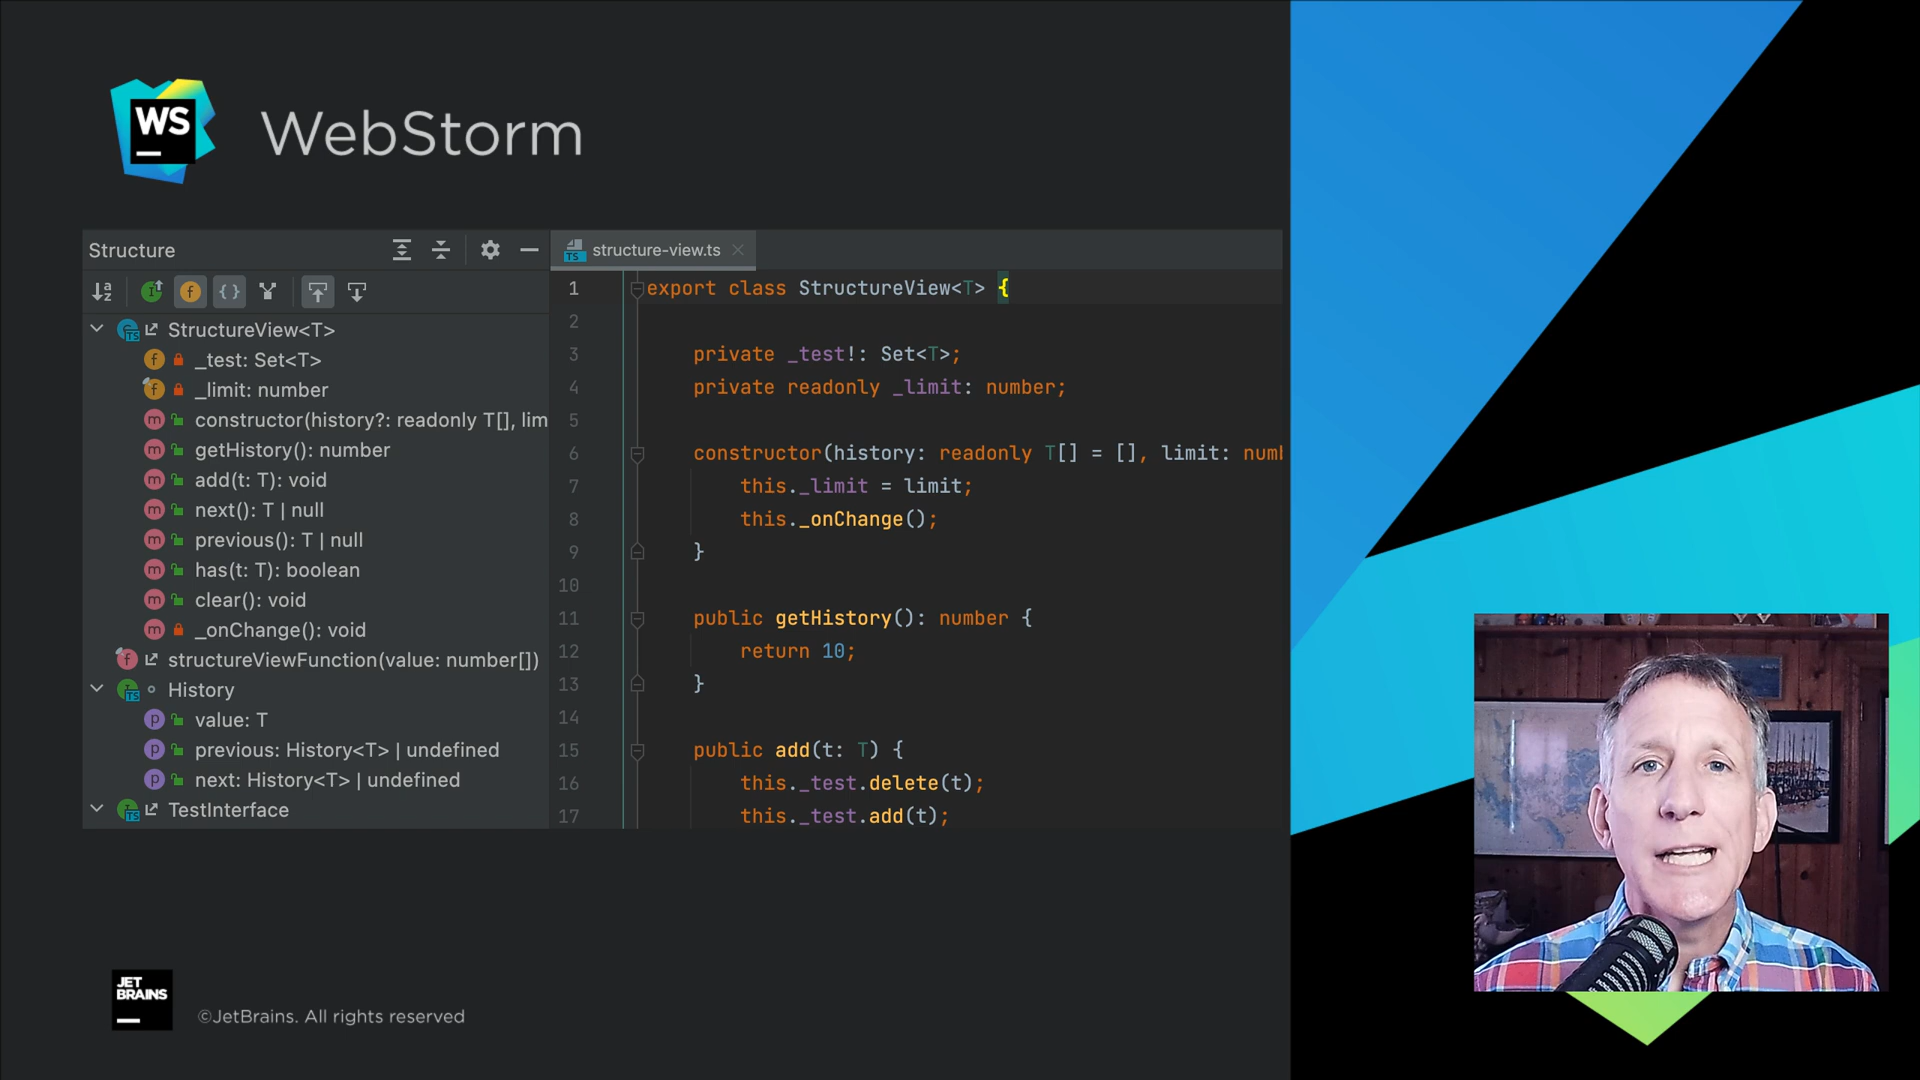 WS
WebStorm
Structure
structure-view.ts
StructureView<T>
_test: Set<T>
_limit: number
constructor(history?: readonly T[], lim
getHistory(): number
add(t: T): void
next(): T | null
previous(): T | null
has(t: T): boolean
clear(): void
_onChange(): void
structureViewFunction(value: number[])
History
value: T
previous: History<T> | undefined
next: History<T> | undefined
TestInterface
1 export class StructureView<T> {
2
3 private _test!: Set<T>;
4 private readonly _limit: number;
5
6 constructor(history: readonly T[] = [], limit: numb
7 this._limit = limit;
8 this._onChange();
9 }
10
11 public getHistory(): number {
12 return 10;
13 }
14
15 public add(t: T) {
16 this._test.delete(t);
17 this._test.add(t);
JET
BRAINS
©JetBrains. All rights reserved